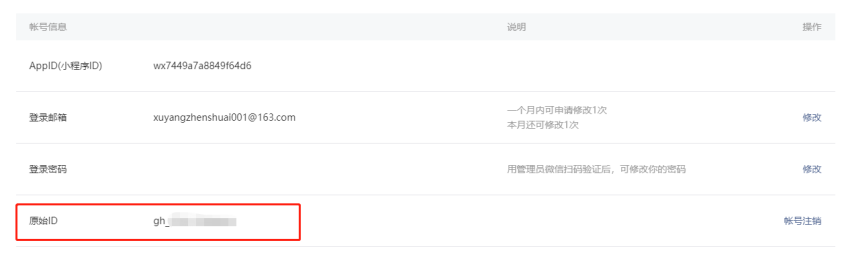 帐号信息 说明 操作
AppID(小程序ID) wx7449a7a8849f64d6
登录邮箱 xuyangzhenshuai001@163.com 一个月内可申请修改1次 修改
本月还可修改1次
登录密码 用管理员微信扫码验证后，可修改你的密码 修改
原始ID gh_ 帐号注销